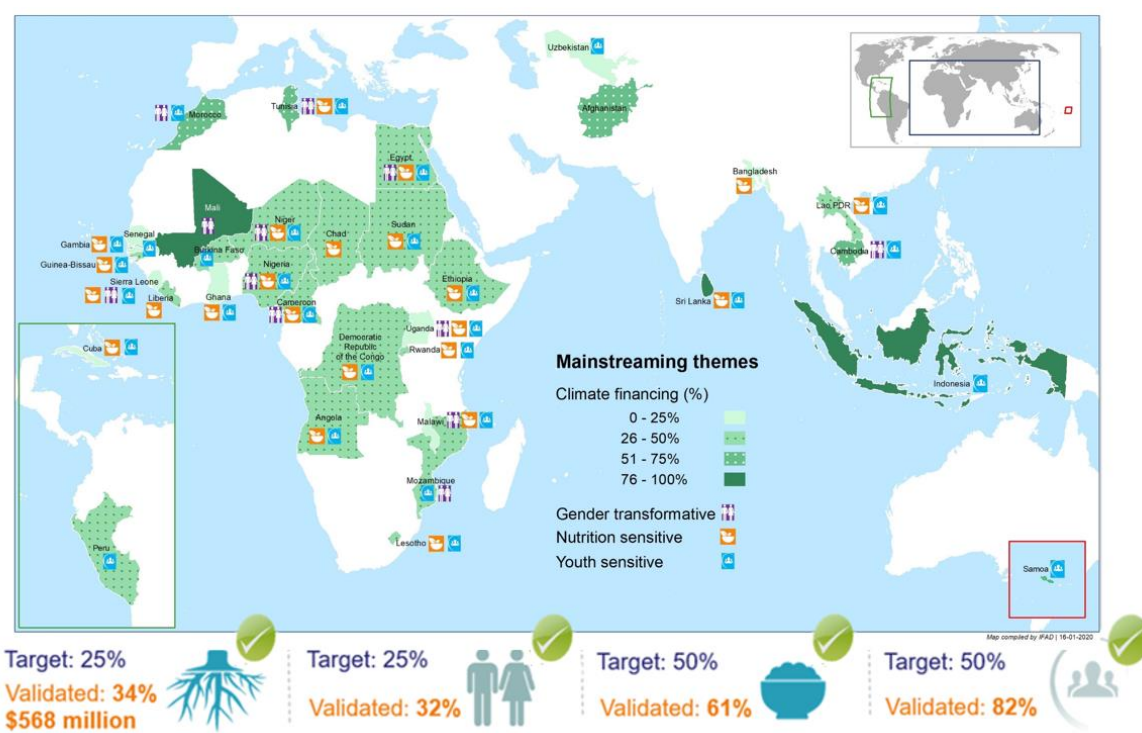 Uzbekistan
Afghanistan
Morocco
Tunisia
Egypt
Bangladesh
Lao PDR
Cambodia
Mali
Niger
Chad
Sudan
Senegal
Gambia
Burkina Faso
Guinea-Bissau
Nigeria
Ethiopia
Sierra Leone
Liberia
Ghana
Cameroon
Sri Lanka
Uganda
Rwanda
Democratic
Republic
of the Congo
Cuba
Indonesia
Angola
Malawi
Mozambique
Lesotho
Peru
Samoa
Mainstreaming themes
Climate financing (%)
0 - 25%
26 - 50%
51 - 75%
76 - 100%
Gender transformative
Nutrition sensitive
Youth sensitive
Map compiled by IFAD | 16-01-2020
Target: 25%
Validated: 34%
$568 million
Target: 25%
Validated: 32%
Target: 50%
Validated: 61%
Target: 50%
Validated: 82%